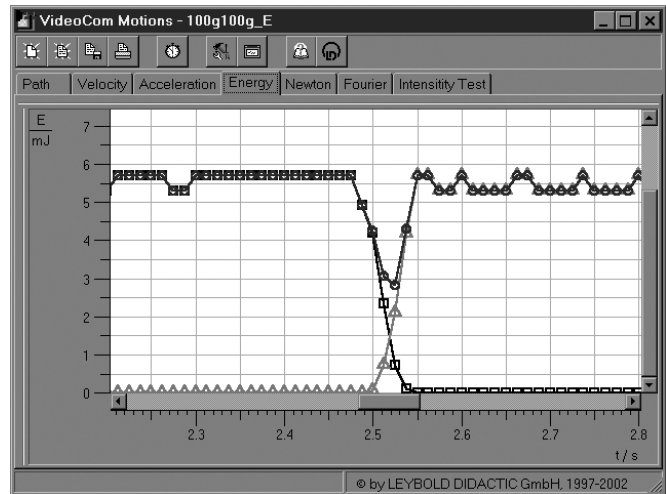 VideoCom Motions - 100g100g_E
Path Velocity Acceleration Energy Newton Fourier Intensitity Test
E
mJ
7
6
5
4
3
2
1
0
2.3 2.4 2.5 2.6 2.7 2.8
t / s
© by LEYBOLD DIDACTIC GmbH, 1997-2002